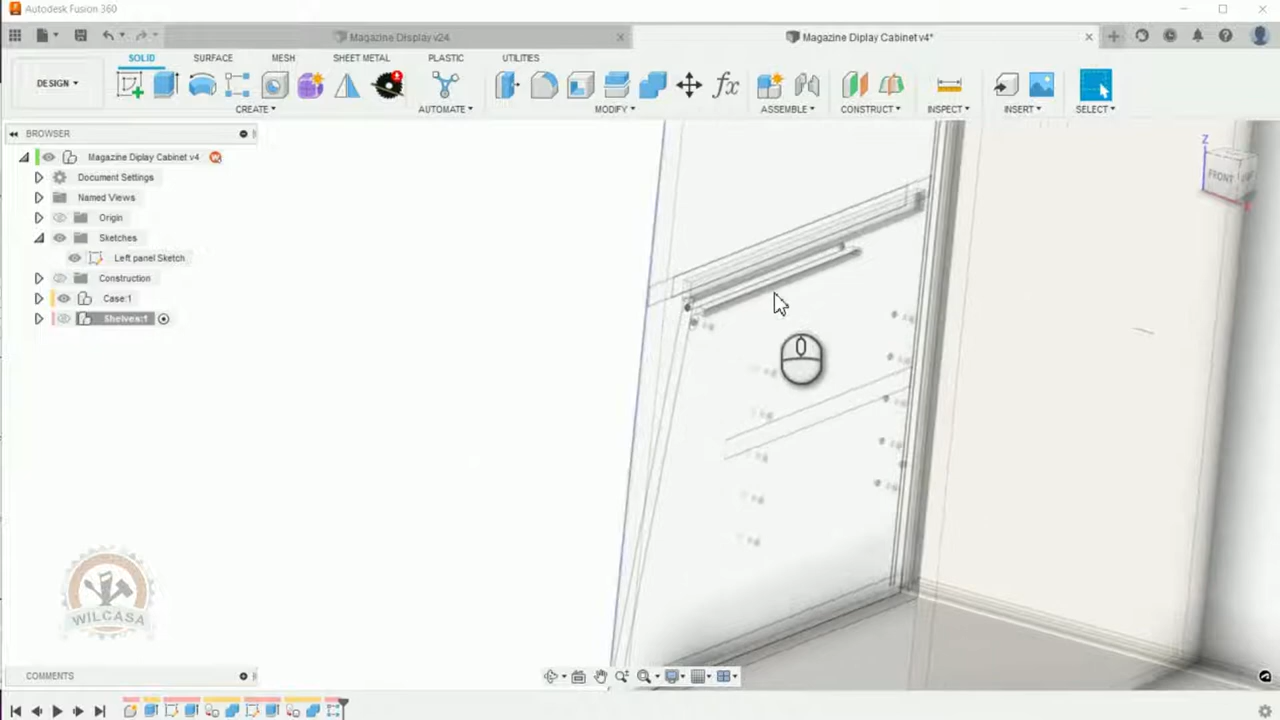 Autodesk Fusion 360
Magazine Display v24
Magazine Diplay Cabinet v4*
DESIGN
SOLID
SURFACE
MESH
SHEET METAL
PLASTIC
UTILITIES
CREATE
AUTOMATE
MODIFY
ASSEMBLE
CONSTRUCT
INSPECT
INSERT
SELECT
BROWSER
Magazine Diplay Cabinet v4
Document Settings
Named Views
Origin
Sketches
Left panel Sketch
Construction
Case:1
Shelves:1
Z
FRONT
WILCASA
COMMENTS